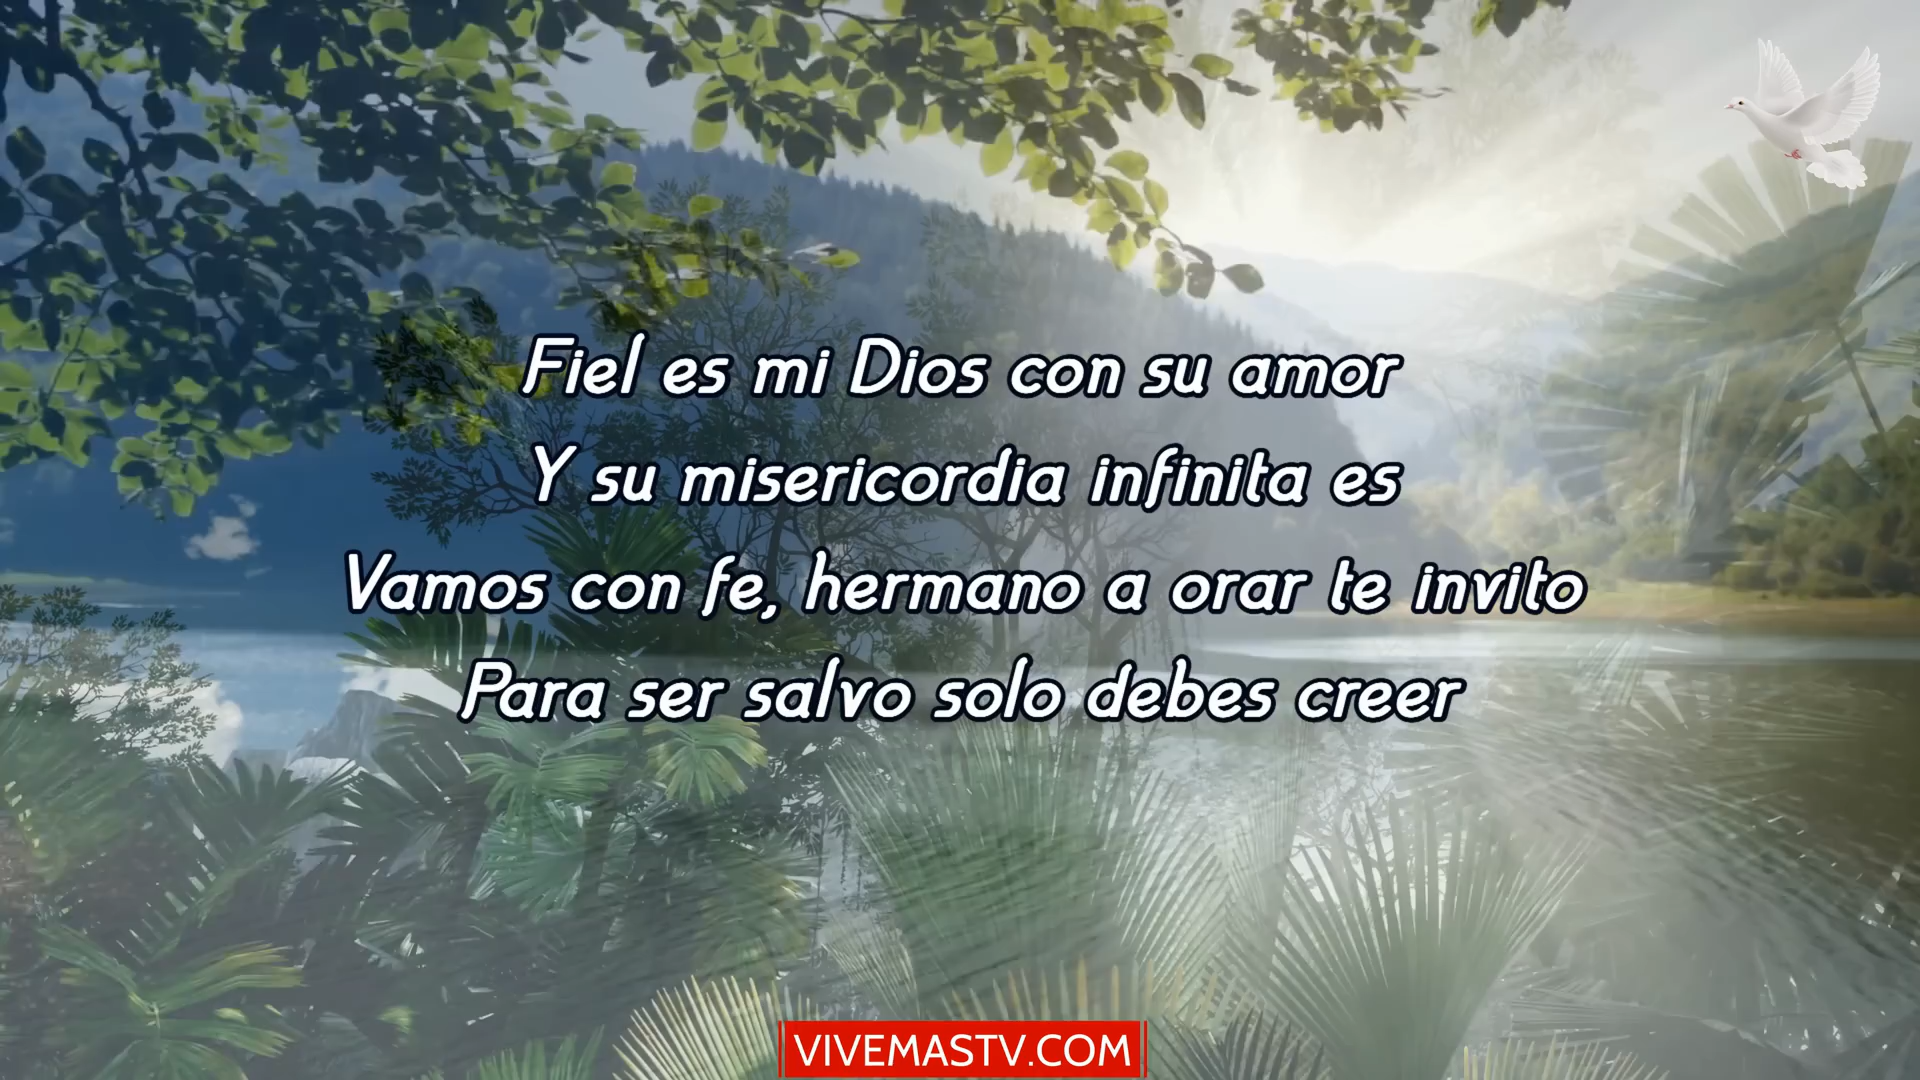 Fiel es mi Dios con su amor
Y su misericordia infinita es
Vamos con fe, hermano a orar te invito
Para ser salvo solo debes creer
VIVEMASTV.COM